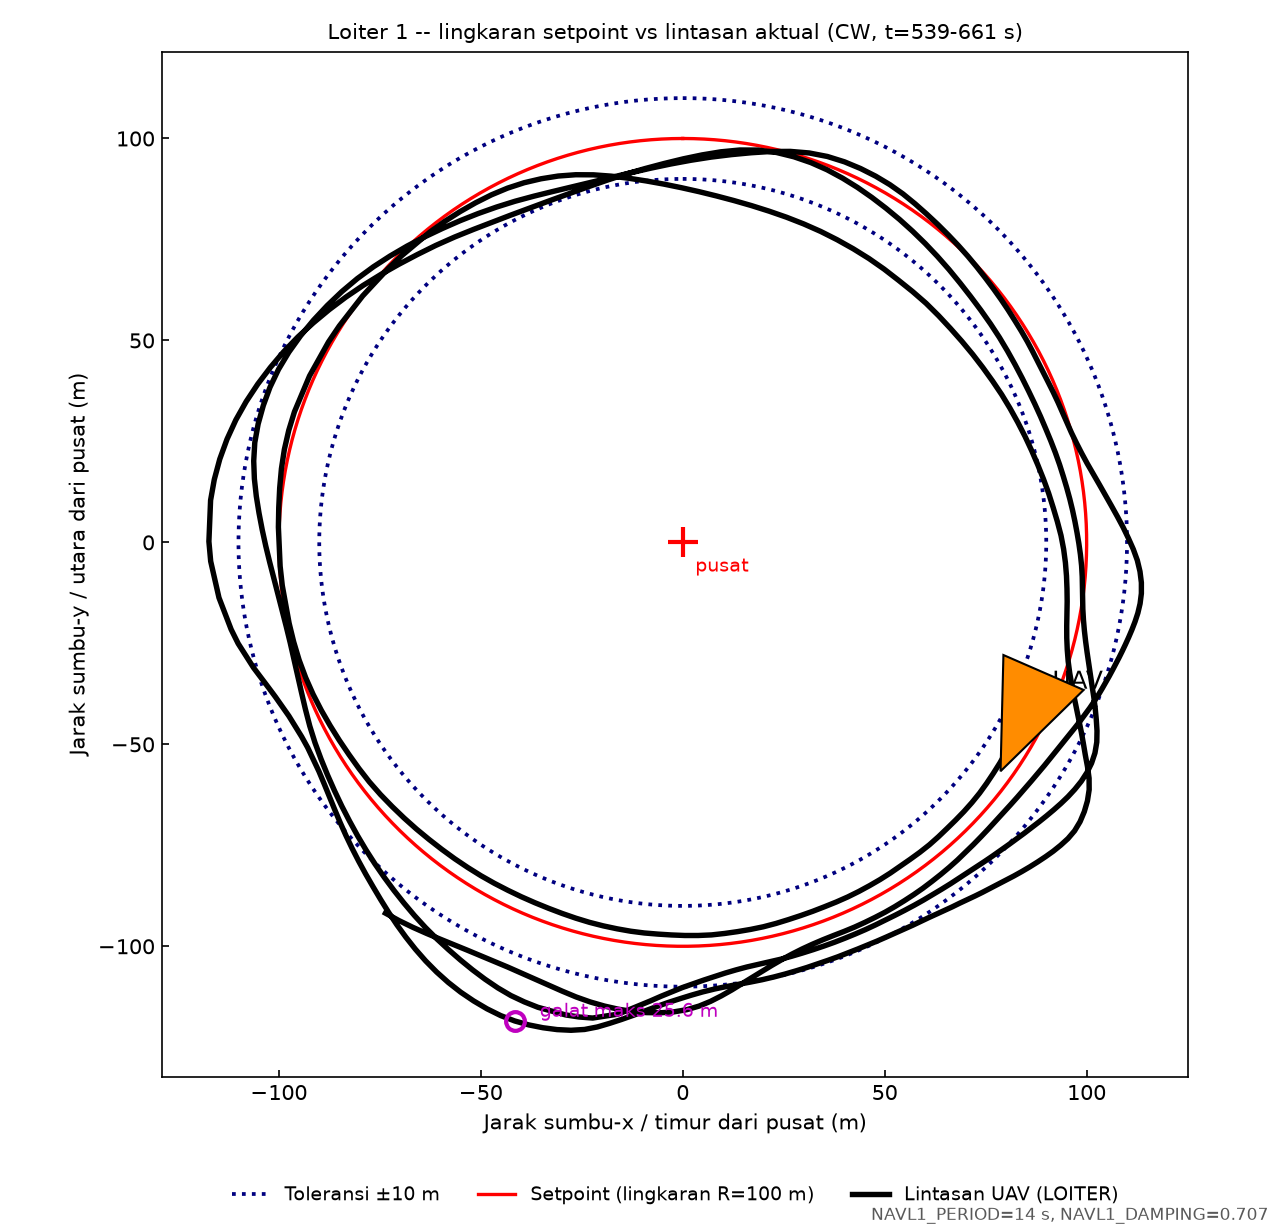 Loiter 1 -- lingkaran setpoint vs lintasan aktual (CW, t=539-661 s)
Jarak sumbu-y / utara dari pusat (m)
100
50
0
−50
−100
pusat
UAV
galat maks 25.6 m
−100
−50
0
50
100
Jarak sumbu-x / timur dari pusat (m)
Toleransi ±10 m
Setpoint (lingkaran R=100 m)
Lintasan UAV (LOITER)
NAVL1_PERIOD=14 s, NAVL1_DAMPING=0.707